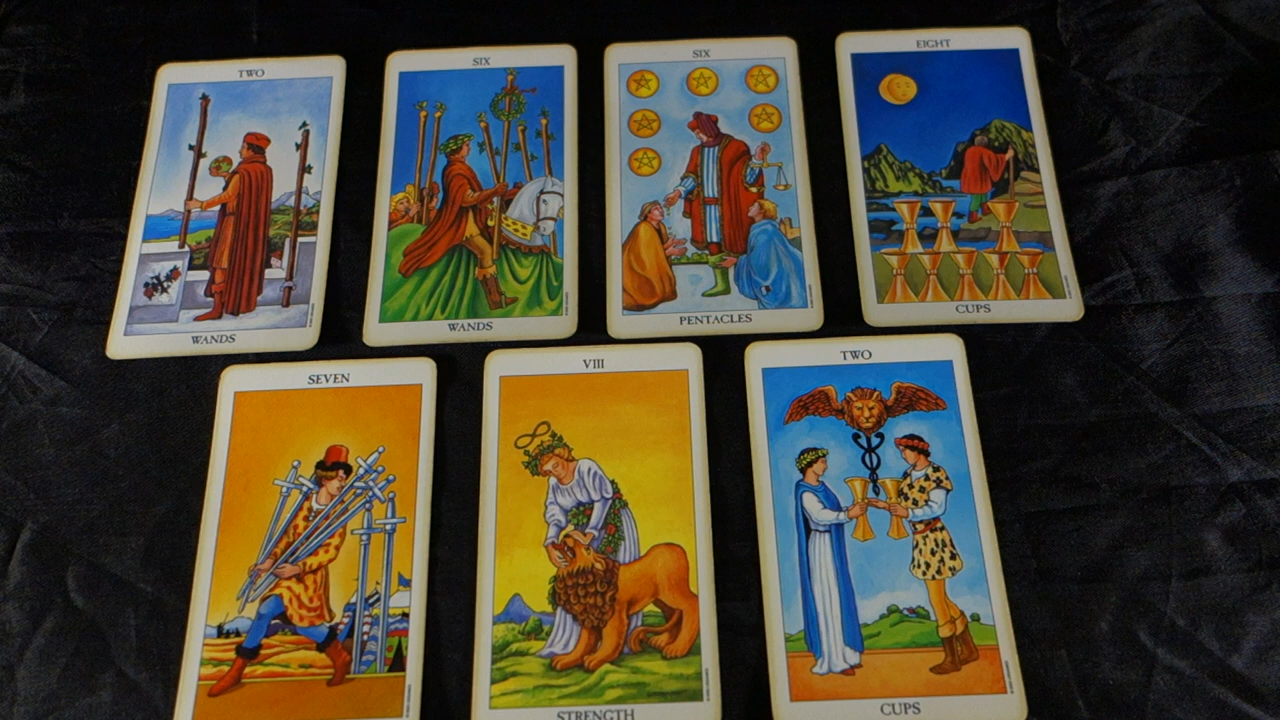 TWO
WANDS
SIX
WANDS
SIX
PENTACLES
EIGHT
CUPS
SEVEN
VIII
STRENGTH
TWO
CUPS